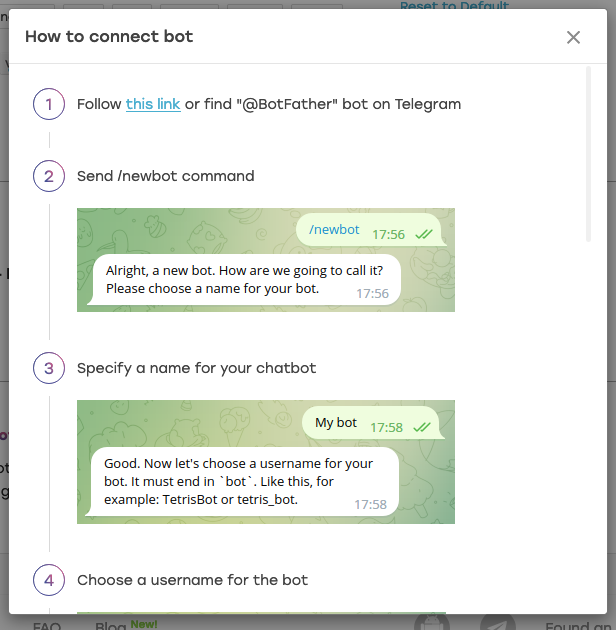 Reset to Default
How to connect bot
1
Follow this link or find "@BotFather" bot on Telegram
2
Send /newbot command
/newbot 17:56
Alright, a new bot. How are we going to call it?
Please choose a name for your bot. 17:56
3
Specify a name for your chatbot
My bot 17:58
Good. Now let's choose a username for your
bot. It must end in `bot`. Like this, for
example: TetrisBot or tetris_bot. 17:58
4
Choose a username for the bot
FAQ Blog New! Found an